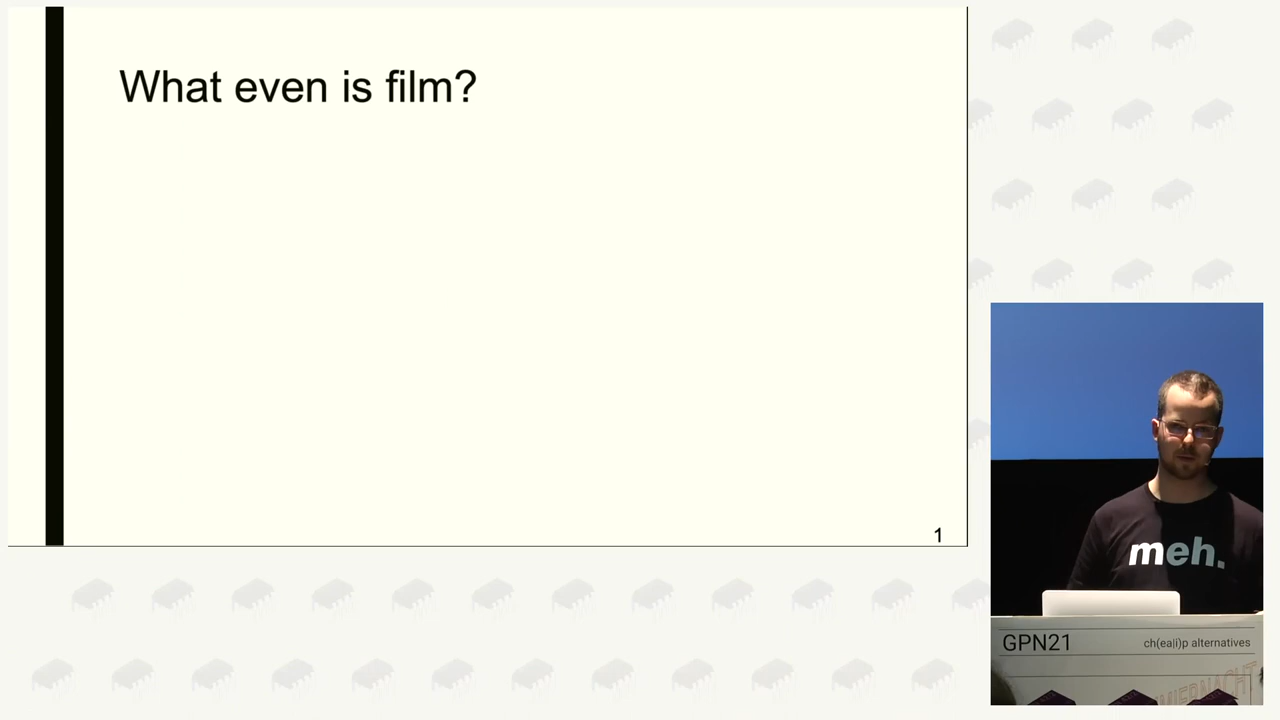 What even is film?
1
meh.
GPN21
ch(ea|i)p alternatives